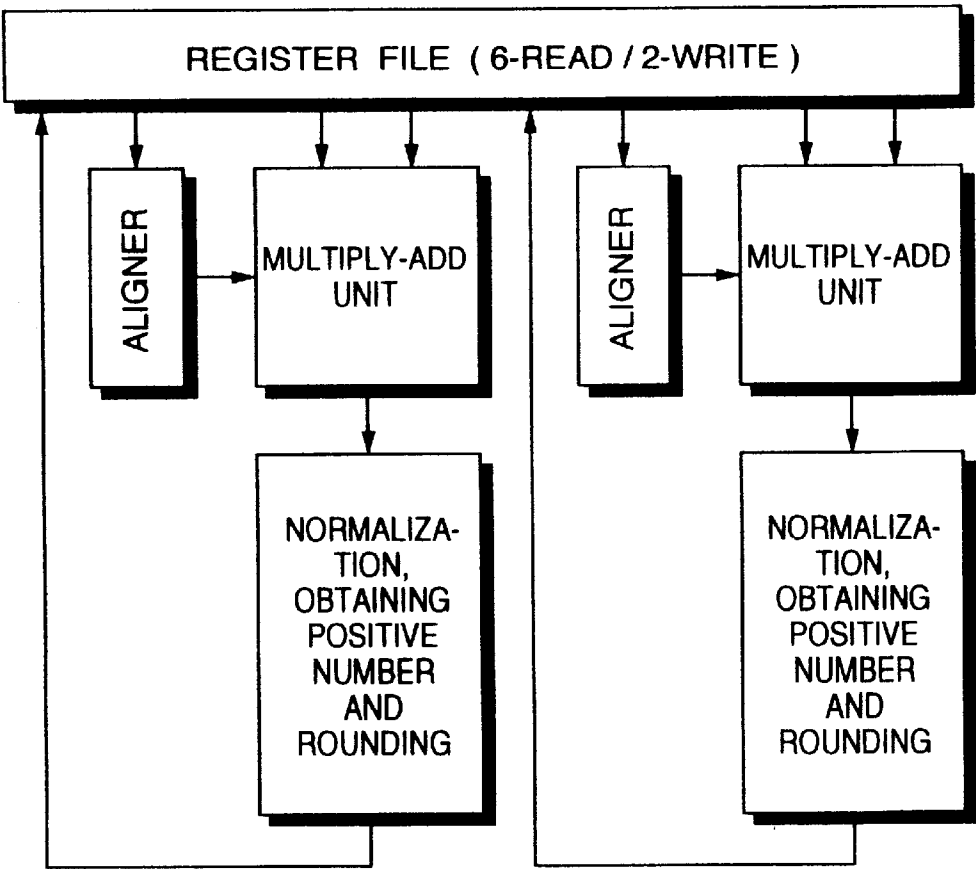 REGISTER FILE ( 6-READ / 2-WRITE )
ALIGNER
MULTIPLY-ADD
UNIT
ALIGNER
MULTIPLY-ADD
UNIT
NORMALIZA-
TION,
OBTAINING
POSITIVE
NUMBER
AND
ROUNDING
NORMALIZA-
TION,
OBTAINING
POSITIVE
NUMBER
AND
ROUNDING